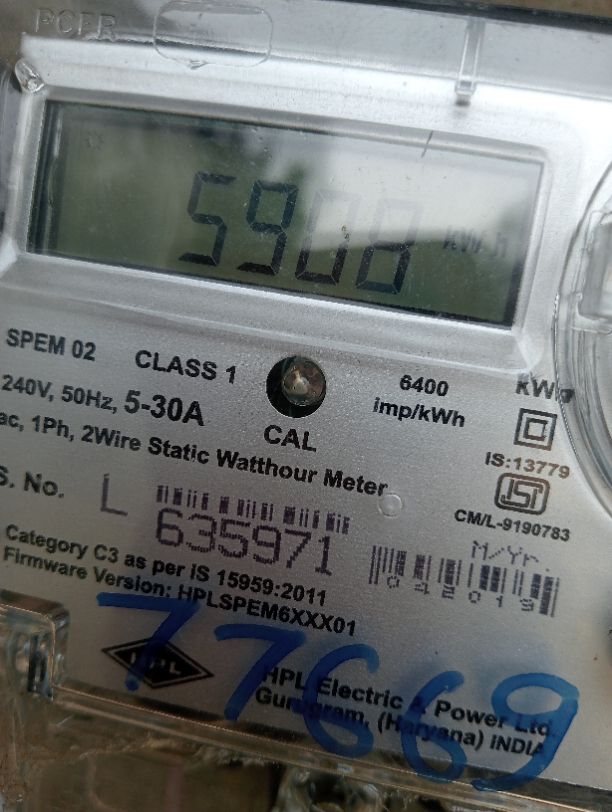 5908 kWh
SPEM 02 CLASS 1
6400
imp/kWh
240V, 50Hz, 5-30A
CAL
ac, 1Ph, 2Wire Static Watthour Meter
IS:13779
ISI
CM/L-9190783
S. No. L 635971
M/Yr.
042019
Category C3 as per IS 15959:2011
Firmware Version: HPLSPEM6XXX01
77669
HPL
HPL Electric & Power Ltd.
Gurugram, (Haryana) INDIA